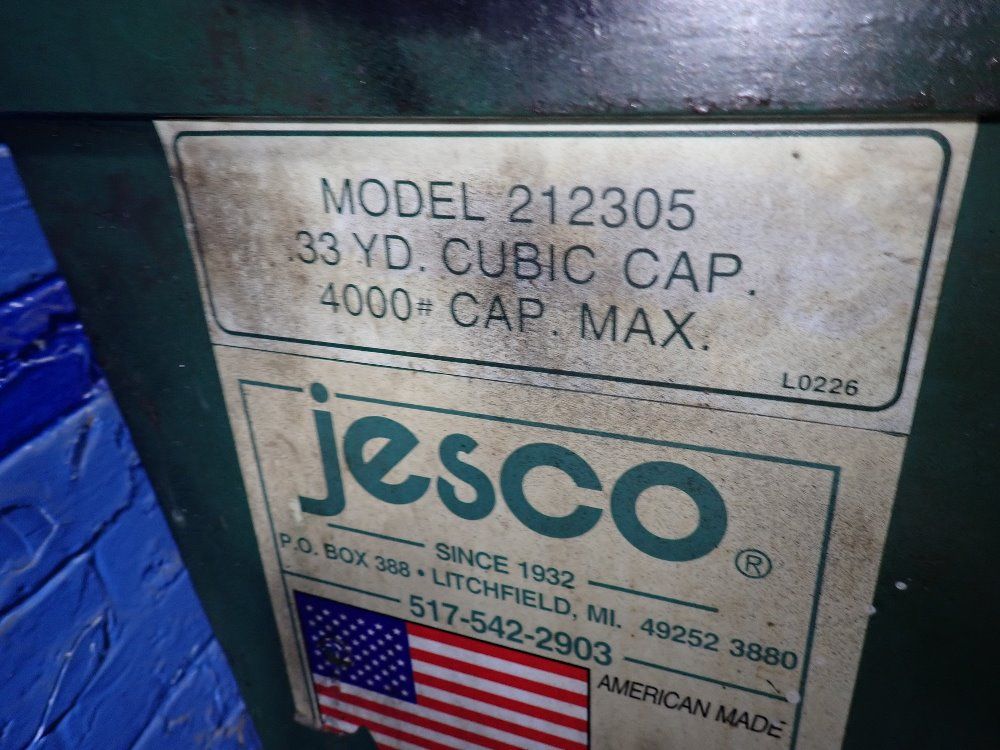 MODEL 212305
.33 YD. CUBIC CAP.
4000# CAP. MAX.
L0226
jesco ®
SINCE 1932
P.O. BOX 388 • LITCHFIELD, MI. 49252 3880
517-542-2903
AMERICAN MADE